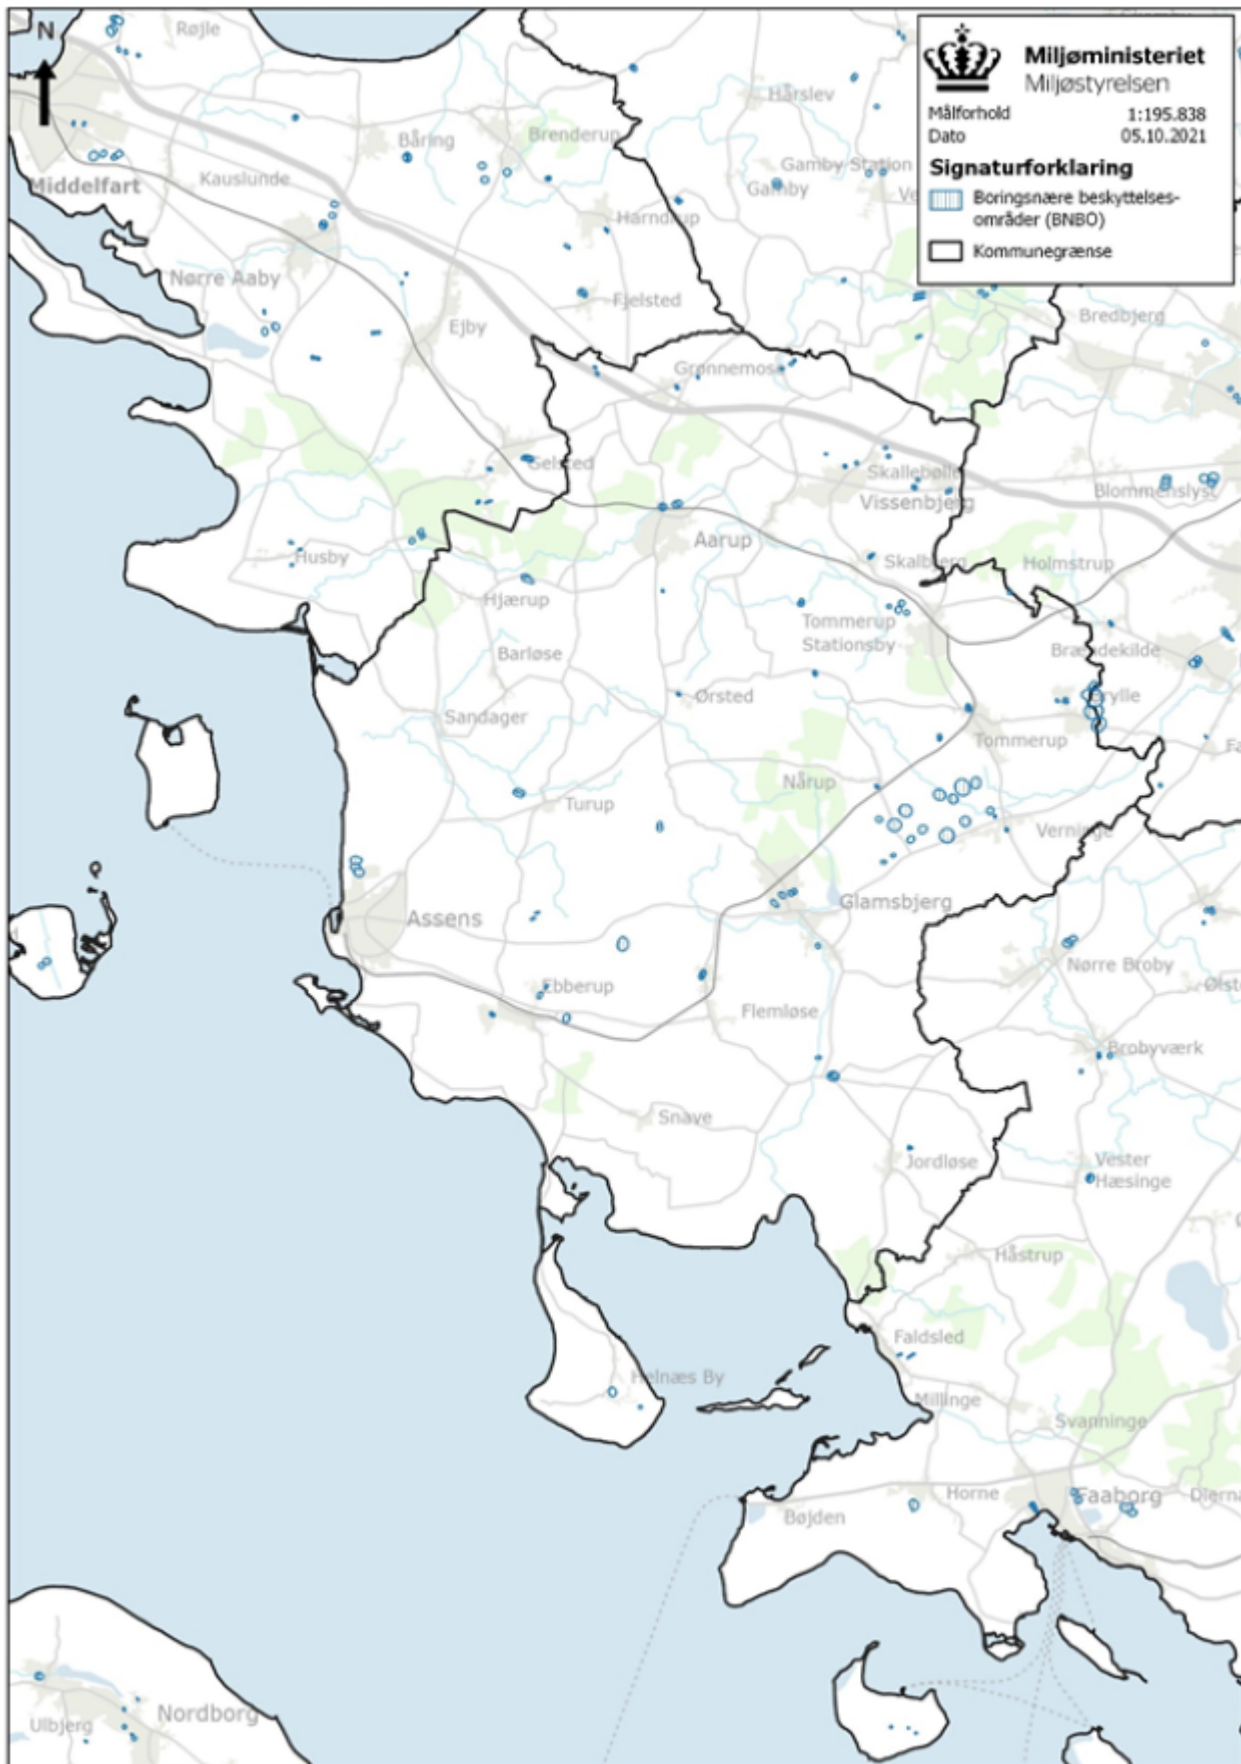 N
Røjle
Miljøministeriet
Miljøstyrelsen
Målforhold 1:195.838
Dato 05.10.2021
Signaturforklaring
Boringsnære beskyttelses-
områder (BNBO)
Kommunegrænse
Hårslev
Båring
Brenderup
Gamby Station
Gamby
Middelfart
Kauslunde
Harndrup
Nørre Aaby
Fjelsted
Ejby
Bredbjerg
Grønnemose
Gelsted
Skallebølle
Vissenbjerg
Blommenslyst
Aarup
Husby
Skalbjerg
Holmstrup
Hjærup
Tommerup
Stationsby
Barløse
Brændekilde
Ørsted
Sandager
Tommerup
Nårup
Turup
Verninge
Glamsbjerg
Assens
Nørre Broby
Ebberup
Flemløse
Brobyværk
Snave
Jordløse
Vester
Hæsinge
Håstrup
Faldsled
Helnæs By
Millinge
Svanninge
Horne
Faaborg
Bøjden
Nordborg
Ulbjerg